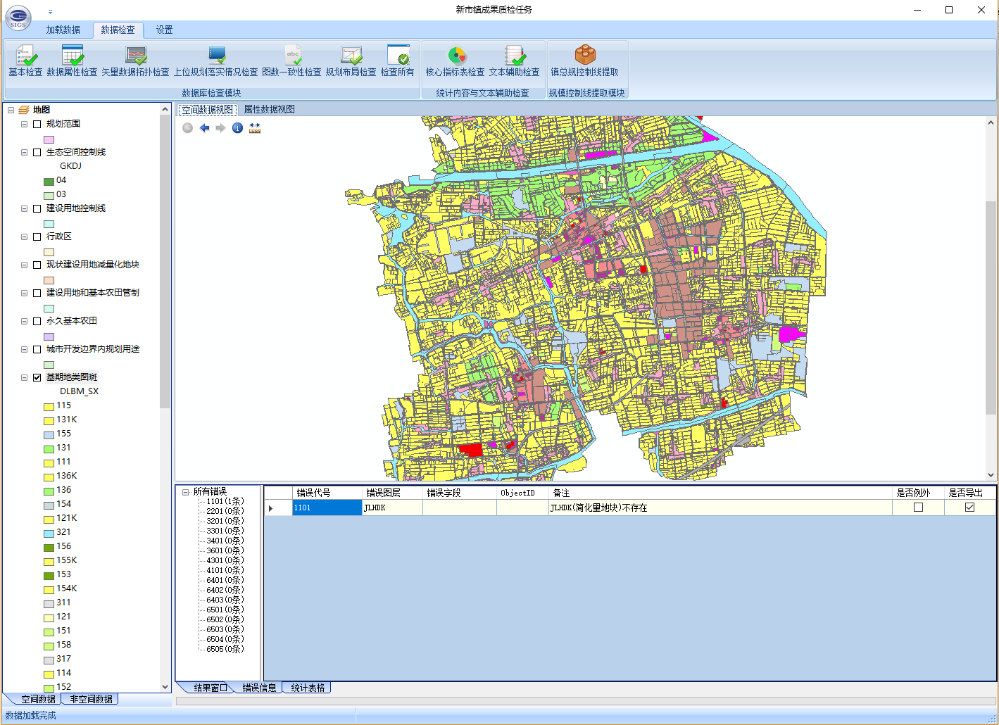 新市镇成果质检任务
SIGS
加载数据 数据检查 设置
基本检查 数据属性检查 矢量数据拓扑检查 上位规划落实情况检查 图数一致性检查 规划布局检查 检查所有 核心指标表检查 文本辅助检查 镇总规控制线提取
abc
数据库检查模块 统计内容与文本辅助检查 规模控制线提取模块
地图
规划范围
生态空间控制线
GKDJ
04
03
建设用地控制线
行政区
现状建设用地减量化地块
建设用地和基本农田管制
永久基本农田
城市开发边界内规划用途
基期地类图斑
DLBM_SX
115
131K
155
131
111
136K
136
154
121K
321
156
155K
153
154K
311
121
151
158
317
114
152
空间数据 非空间数据
空间数据视图 属性数据视图
所有错误
1101(1条)
2201(0条)
3201(0条)
3301(0条)
3401(0条)
3601(0条)
4301(0条)
4101(0条)
6401(0条)
6402(0条)
6403(0条)
6501(0条)
6502(0条)
6503(0条)
6504(0条)
6505(0条)
错误代号 错误图层 错误字段 ObjectID 备注 是否例外 是否导出
1101 JLHDK JLHDK(简化量地块)不存在
结果窗口 错误信息 统计表格
数据加载完成